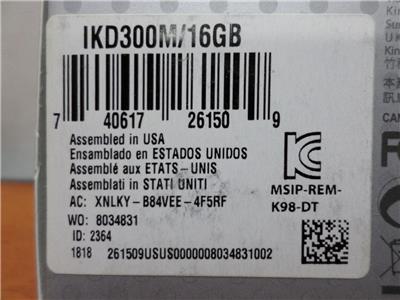 IKD300M/16GB
7 40617 26150 9
Assembled in USA
Ensamblado en ESTADOS UNIDOS
Assemblé aux ETATS - UNIS
Assemblati in STATI UNITI
AC: XNLKY-B84VEE-4F5RF
WO: 8034831
ID: 2364
1818 261509USUS0000008034831002
MSIP-REM-
K98-DT